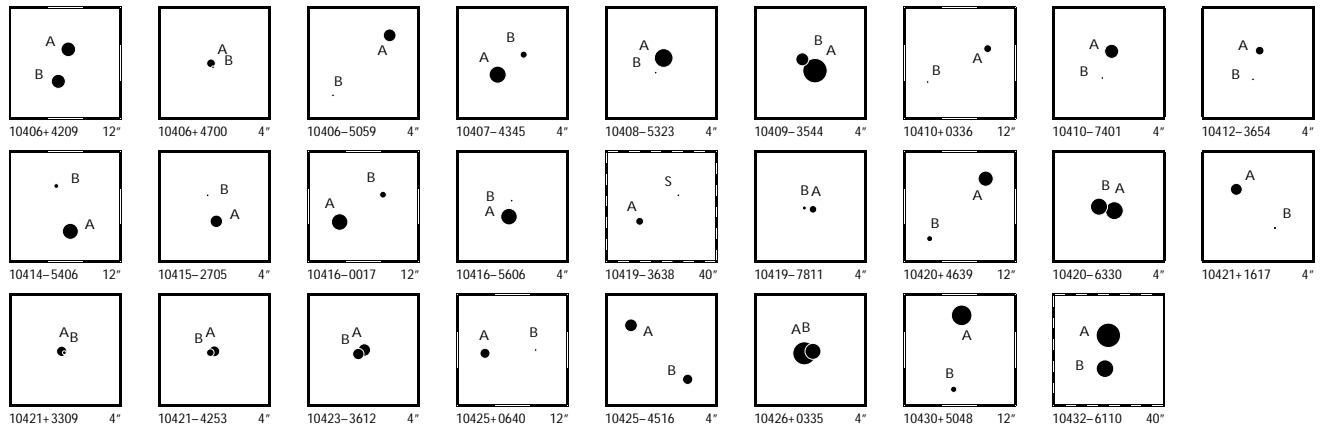 A
B
10406+4209 12"
A
B
10406+4700 4"
A
B
10406−5059 4"
B
A
10407−4345 4"
A
B
10408−5323 4"
B
A
10409−3544 4"
B
A
10410+0336 12"
A
B
10410−7401 4"
A
B
10412−3654 4"
B
A
10414−5406 12"
B
A
10415−2705 4"
B
A
10416−0017 12"
B
A
10416−5606 4"
S
A
10419−3638 40"
B A
10419−7811 4"
A
B
10420+4639 12"
B A
10420−6330 4"
A
B
10421+1617 4"
A B
10421+3309 4"
B A
10421−4253 4"
B A
10423−3612 4"
A B
10425+0640 12"
A
B
10425−4516 4"
A B
10426+0335 4"
A
B
10430+5048 12"
A
B
10432−6110 40"